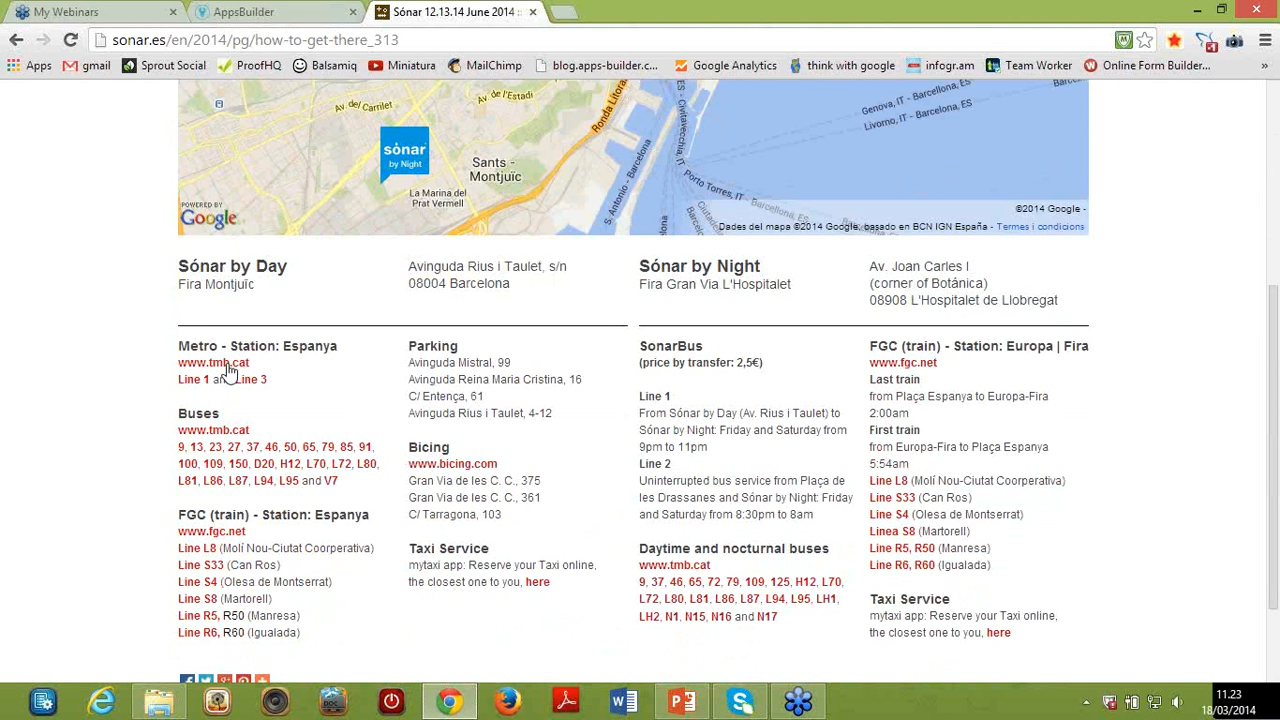 My Webinars
AppsBuilder
Sónar 12.13.14 June 2014 ::
sonar.es/en/2014/pg/how-to-get-there_313
Apps
gmail
Sprout Social
ProofHQ
Balsamiq
Miniatura
MailChimp
blog.apps-builder.c...
Google Analytics
think with google
infogr.am
Team Worker
Online Form Builder...
»
Av. del Carrilet
Av. de l'Estadi
Ronda Litora
Genova, IT - Barcelona, ES
Livorno, IT - Barcelona, ES
Civitavecchia, IT
Porto Torres, IT - Barcelona, ES
S. Antonio - Barcelona
sónar
by Night
Sants -
Montjuïc
La Marina del
Prat Vermell
POWERED BY
Google
©2014 Google -
Dades del mapa ©2014 Google, basado en BCN IGN España - Termes i condicions
Sónar by Day
Fira Montjuïc
Avinguda Rius i Taulet, s/n
08004 Barcelona
Sónar by Night
Fira Gran Via L'Hospitalet
Av. Joan Carles I
(corner of Botánica)
08908 L'Hospitalet de Llobregat
Metro - Station: Espanya
www.tmb.cat
Line 1 and Line 3
Buses
www.tmb.cat
9, 13, 23, 27, 37, 46, 50, 65, 79, 85, 91,
100, 109, 150, D20, H12, L70, L72, L80,
L81, L86, L87, L94, L95 and V7
FGC (train) - Station: Espanya
www.fgc.net
Line L8 (Molí Nou-Ciutat Coorperativa)
Line S33 (Can Ros)
Line S4 (Olesa de Montserrat)
Line S8 (Martorell)
Line R5, R50 (Manresa)
Line R6, R60 (Igualada)
Parking
Avinguda Mistral, 99
Avinguda Reina Maria Cristina, 16
C/ Entença, 61
Avinguda Rius i Taulet, 4-12
Bicing
www.bicing.com
Gran Via de les C. C., 375
Gran Via de les C. C., 361
C/ Tarragona, 103
Taxi Service
mytaxi app: Reserve your Taxi online,
the closest one to you, here
SonarBus
(price by transfer: 2,5€)
Line 1
From Sónar by Day (Av. Rius i Taulet) to
Sónar by Night: Friday and Saturday from
9pm to 11pm
Line 2
Uninterrupted bus service from Plaça de
les Drassanes and Sónar by Night: Friday
and Saturday from 8:30pm to 8am
Daytime and nocturnal buses
www.tmb.cat
9, 37, 46, 65, 72, 79, 109, 125, H12, L70,
L72, L80, L81, L86, L87, L94, L95, LH1,
LH2, N1, N15, N16 and N17
FGC (train) - Station: Europa | Fira
www.fgc.net
Last train
from Plaça Espanya to Europa-Fira
2:00am
First train
from Europa-Fira to Plaça Espanya
5:54am
Line L8 (Molí Nou-Ciutat Cooperativa)
Line S33 (Can Ros)
Line S4 (Olesa de Montserrat)
Linea S8 (Martorell)
Line R5, R50 (Manresa)
Line R6, R60 (Igualada)
Taxi Service
mytaxi app: Reserve your Taxi online,
the closest one to you, here
11.23
18/03/2014